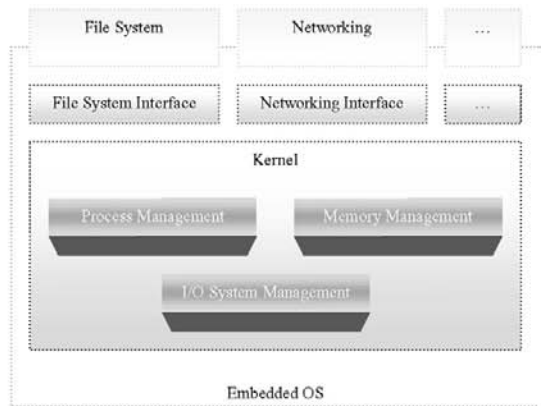 File System
Networking
...
File System Interface
Networking Interface
...
Kernel
Process Management
Memory Management
I/O System Management
Embedded OS